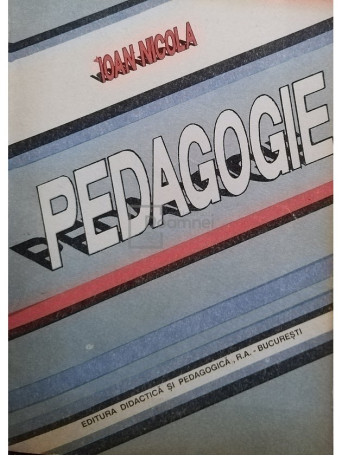 IOAN NICOLA
PEDAGOGIE
EDITURA DIDACTICĂ ȘI PEDAGOGICĂ, R.A. - BUCUREȘTI